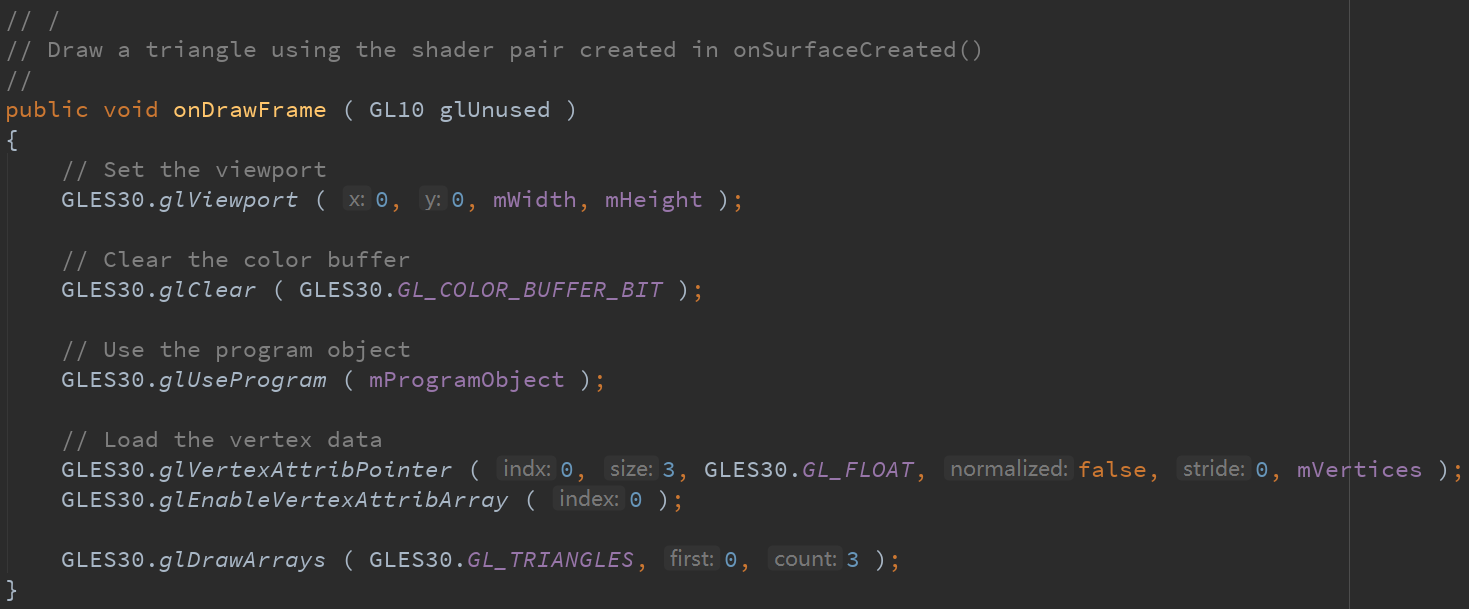 // /
// Draw a triangle using the shader pair created in onSurfaceCreated()
//
public void onDrawFrame ( GL10 glUnused )
{
    // Set the viewport
    GLES30.glViewport ( x: 0, y: 0, mWidth, mHeight );

    // Clear the color buffer
    GLES30.glClear ( GLES30.GL_COLOR_BUFFER_BIT );

    // Use the program object
    GLES30.glUseProgram ( mProgramObject );

    // Load the vertex data
    GLES30.glVertexAttribPointer ( indx: 0, size: 3, GLES30.GL_FLOAT, normalized: false, stride: 0, mVertices );
    GLES30.glEnableVertexAttribArray ( index: 0 );

    GLES30.glDrawArrays ( GLES30.GL_TRIANGLES, first: 0, count: 3 );
}